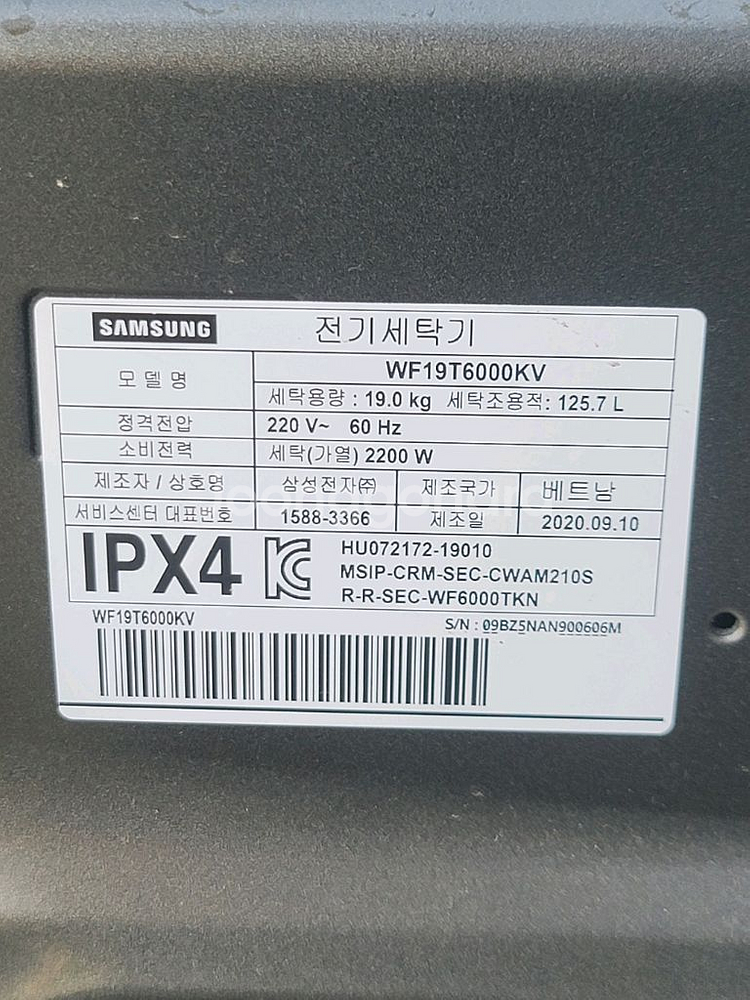 SAMSUNG 전기세탁기
모델명 WF19T6000KV
세탁용량 : 19.0 kg 세탁조용적: 125.7 L
정격전압 220 V~ 60 Hz
소비전력 세탁(가열) 2200 W
제조자 / 상호명 삼성전자㈜ 제조국가 베트남
서비스센터 대표번호 1588-3366 제조일 2020.09.10
IPX4 HU072172-19010
MSIP-CRM-SEC-CWAM210S
R-R-SEC-WF6000TKN
WF19T6000KV S/N : 09BZ5NAN900606M